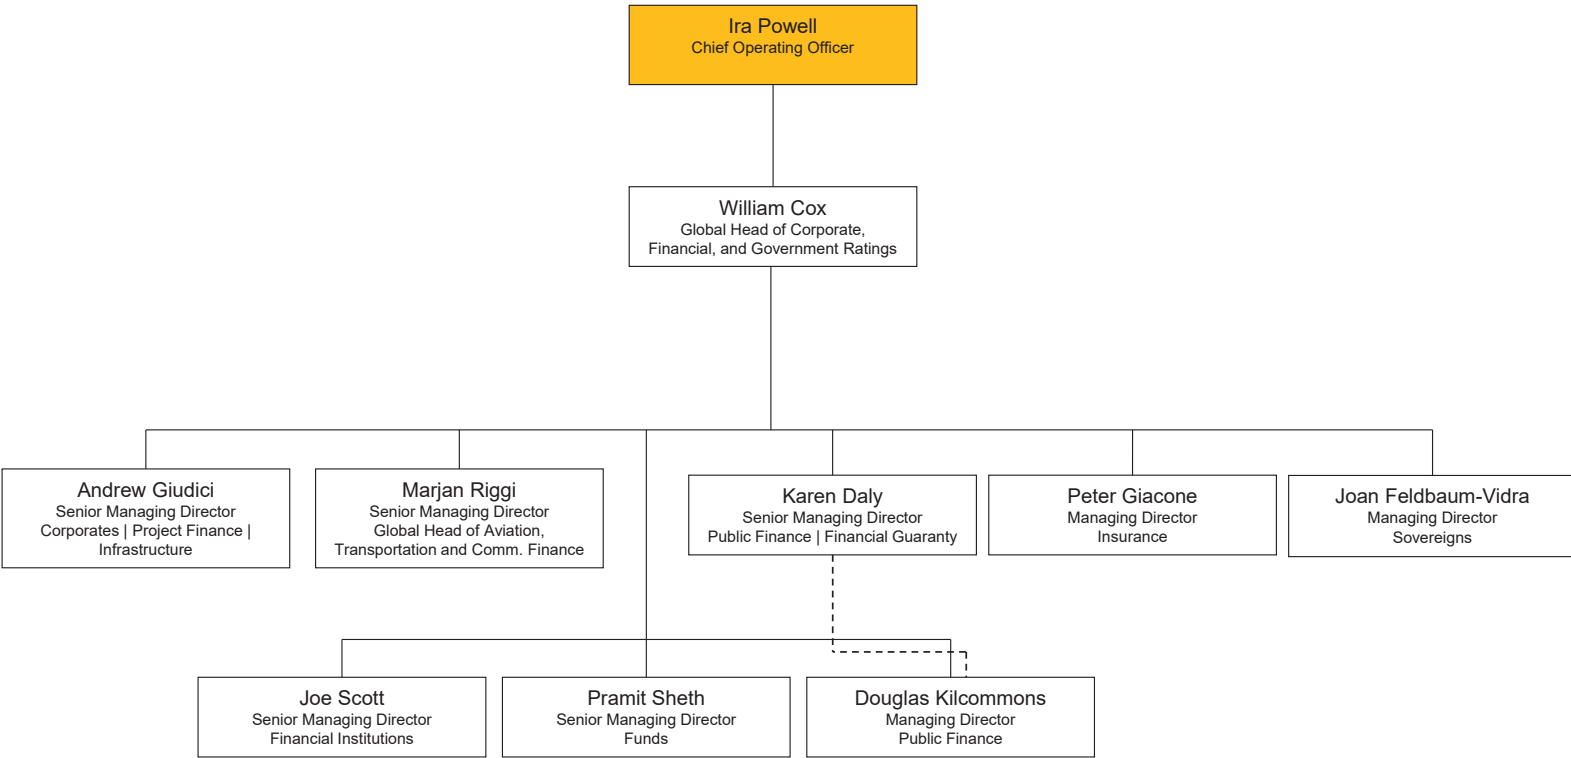 Ira Powell
Chief Operating Officer
William Cox
Global Head of Corporate,
Financial, and Government Ratings
Andrew Giudici
Senior Managing Director
Corporates | Project Finance |
Infrastructure
Marjan Riggi
Senior Managing Director
Global Head of Aviation,
Transportation and Comm. Finance
Karen Daly
Senior Managing Director
Public Finance | Financial Guaranty
Peter Giacone
Managing Director
Insurance
Joan Feldbaum-Vidra
Managing Director
Sovereigns
Joe Scott
Senior Managing Director
Financial Institutions
Pramit Sheth
Senior Managing Director
Funds
Douglas Kilcommons
Managing Director
Public Finance